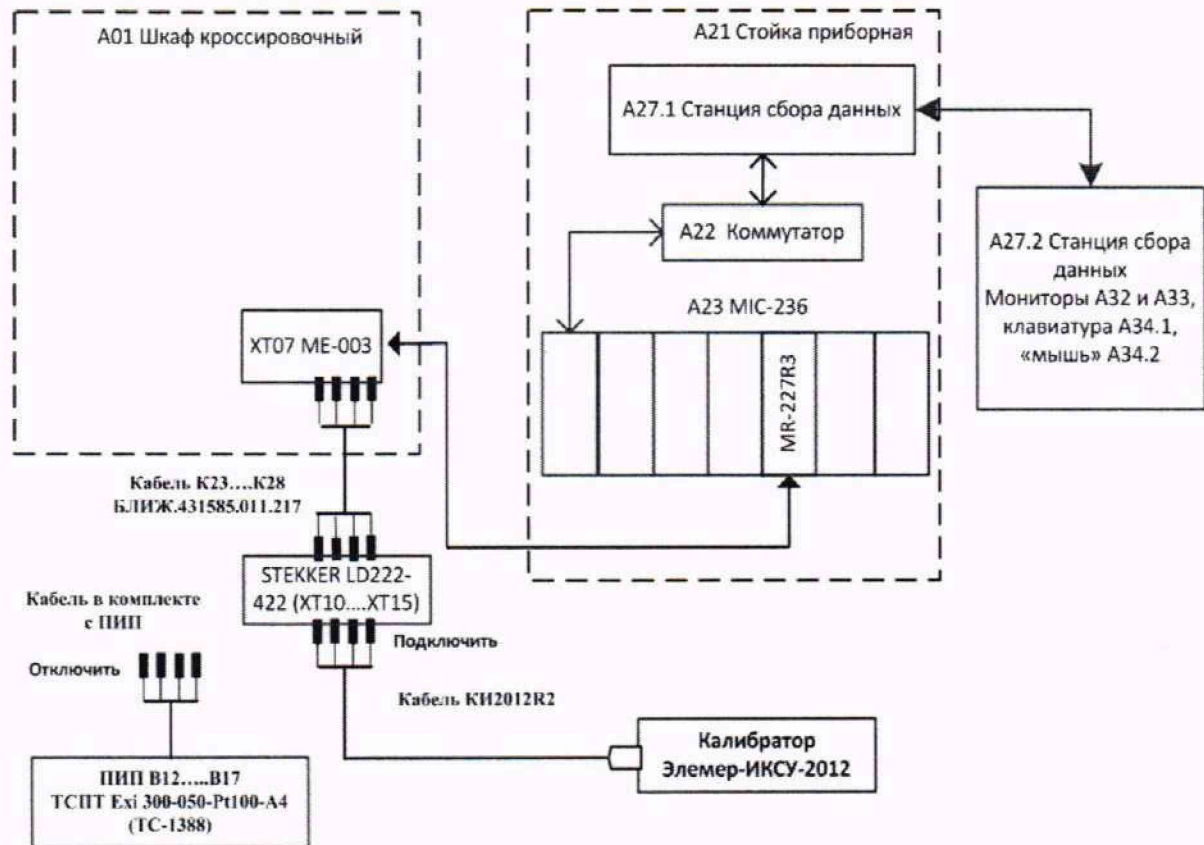 А01 Шкаф кроссировочный
А21 Стойка приборная
А27.1 Станция сбора данных
А22 Коммутатор
А27.2 Станция сбора
данных
Мониторы А32 и А33,
клавиатура А34.1,
«мышь» А34.2
А23 MIC-236
MR-227R3
XT07 ME-003
Кабель К23....К28
БЛИЖ.431585.011.217
STEKKER LD222-
422 (XT10....XT15)
Кабель в комплекте
с ПИП
Отключить
Подключить
Кабель КИ2012R2
Калибратор
Элемер-ИКСУ-2012
ПИП В12.....В17
ТСПТ Exi 300-050-Pt100-А4
(ТС-1388)